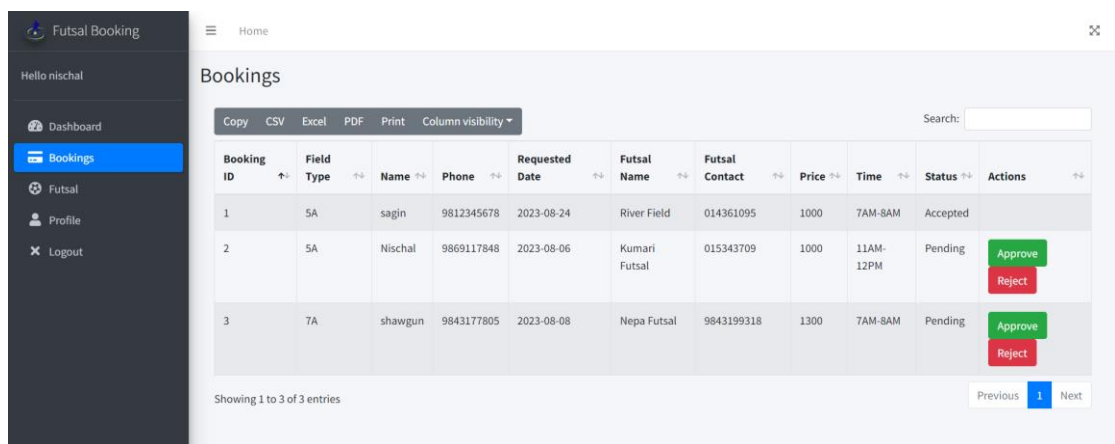 Futsal Booking
Home
Hello nischal
Bookings
Dashboard
Bookings
Futsal
Profile
Logout
Copy CSV Excel PDF Print Column visibility
Search:
Booking ID Field Type Name Phone Requested Date Futsal Name Futsal Contact Price Time Status Actions
1 5A sagin 9812345678 2023-08-24 River Field 014361095 1000 7AM-8AM Accepted
2 5A Nischal 9869117848 2023-08-06 Kumari Futsal 015343709 1000 11AM-12PM Pending Approve Reject
3 7A shawgun 9843177805 2023-08-08 Nepa Futsal 9843199318 1300 7AM-8AM Pending Approve Reject
Showing 1 to 3 of 3 entries
Previous 1 Next